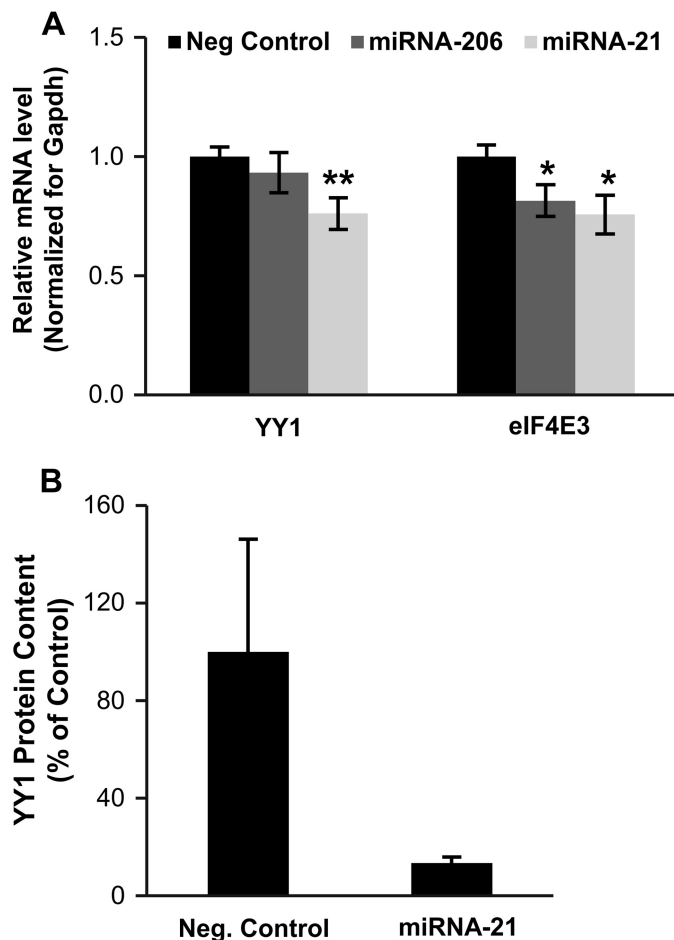 A
Relative mRNA level
(Normalized for Gapdh)
1.5
1.0
0.5
0.0
Neg Control miRNA-206 miRNA-21
**
*
*
YY1 eIF4E3
B
YY1 Protein Content
(% of Control)
160
120
80
40
0
Neg. Control miRNA-21